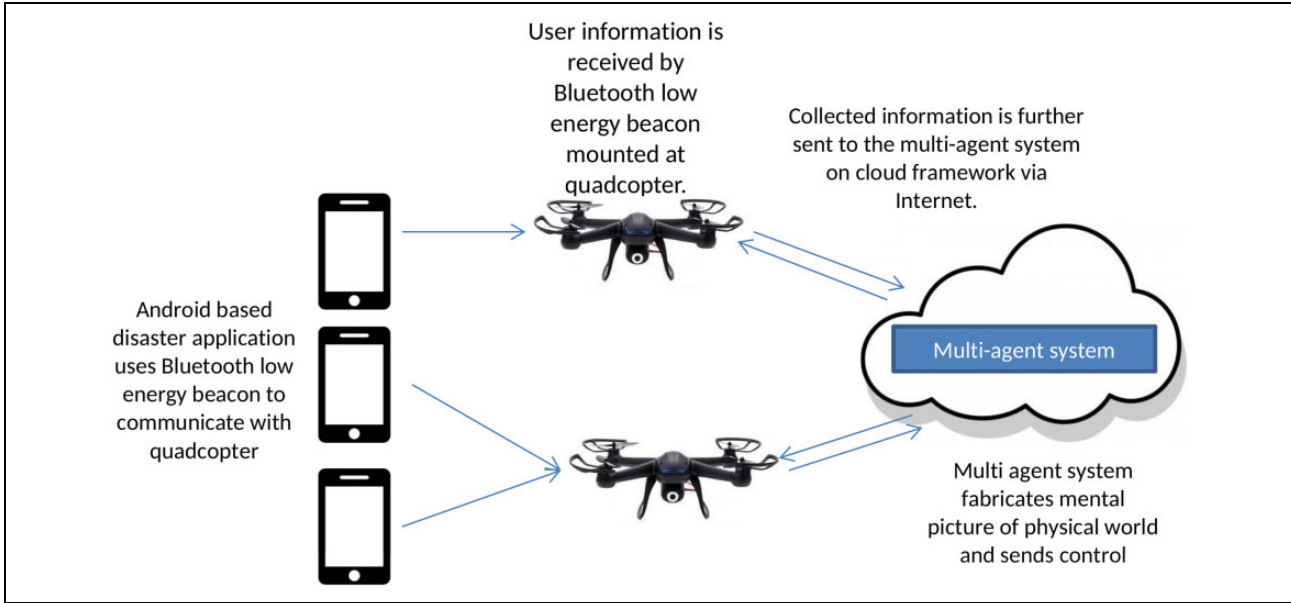 User information is
received by
Bluetooth low
energy beacon
mounted at
quadcopter.
Collected information is further
sent to the multi-agent system
on cloud framework via
Internet.
Android based
disaster application
uses Bluetooth low
energy beacon to
communicate with
quadcopter
Multi-agent system
Multi agent system
fabricates mental
picture of physical world
and sends control